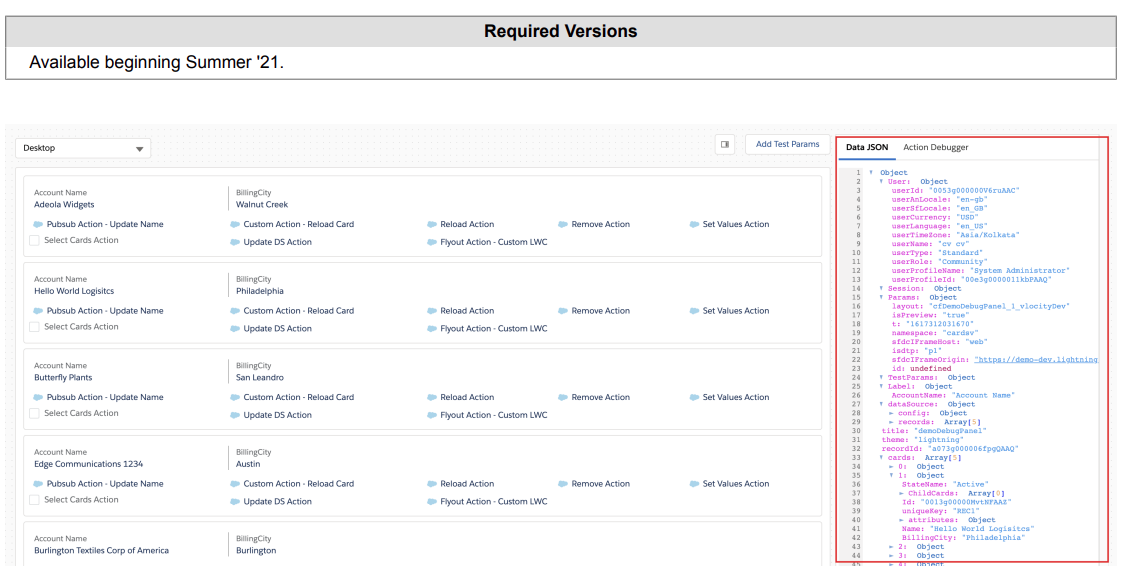 Required Versions
Available beginning Summer '21.
Desktop
Add Test Params
Account Name BillingCity
Adeola Widgets Walnut Creek
Pubsub Action - Update Name Custom Action - Reload Card Reload Action Remove Action Set Values Action
Select Cards Action Update DS Action Flyout Action - Custom LWC
Account Name BillingCity
Hello World Logisitcs Philadelphia
Pubsub Action - Update Name Custom Action - Reload Card Reload Action Remove Action Set Values Action
Select Cards Action Update DS Action Flyout Action - Custom LWC
Account Name BillingCity
Butterfly Plants San Leandro
Pubsub Action - Update Name Custom Action - Reload Card Reload Action Remove Action Set Values Action
Select Cards Action Update DS Action Flyout Action - Custom LWC
Account Name BillingCity
Edge Communications 1234 Austin
Pubsub Action - Update Name Custom Action - Reload Card Reload Action Remove Action Set Values Action
Select Cards Action Update DS Action Flyout Action - Custom LWC
Account Name BillingCity
Burlington Textiles Corp of America Burlington
Data JSON Action Debugger
1 Object
2 User: Object
3 userId: "0053g000000V6ruAAC"
4 userAnLocale: "en-gb"
5 userSfLocale: "en_GB"
6 userCurrency: "USD"
7 userLanguage: "en_US"
8 userTimeZone: "Asia/Kolkata"
9 userName: "cv cv"
10 userType: "Standard"
11 userRole: "Community"
12 userProfileName: "System Administrator"
13 userProfileId: "00e3g0000011kbPAAQ"
14 Session: Object
15 Params: Object
16 layout: "cfDemoDebugPanel_1_vlocityDev"
17 isPreview: "true"
18 t: "1617312031670"
19 namespace: "cardsv"
20 sfdcIFrameHost: "web"
21 isdtp: "p1"
22 sfdcIFrameOrigin: "https://demo-dev.lightning
23 id: undefined
24 TestParams: Object
25 Label: Object
26 AccountName: "Account Name"
27 dataSource: Object
28 config: Object
29 records: Array[5]
30 title: "demoDebugPanel"
31 theme: "lightning"
32 recordId: "a073g000006fpgQAAQ"
33 cards: Array[5]
34 0: Object
35 1: Object
36 StateName: "Active"
37 ChildCards: Array[0]
38 Id: "0013g00000MvtNFAAZ"
39 uniqueKey: "REC1"
40 attributes: Object
41 Name: "Hello World Logisitcs"
42 BillingCity: "Philadelphia"
43 2: Object
44 3: Object
45 4: Object